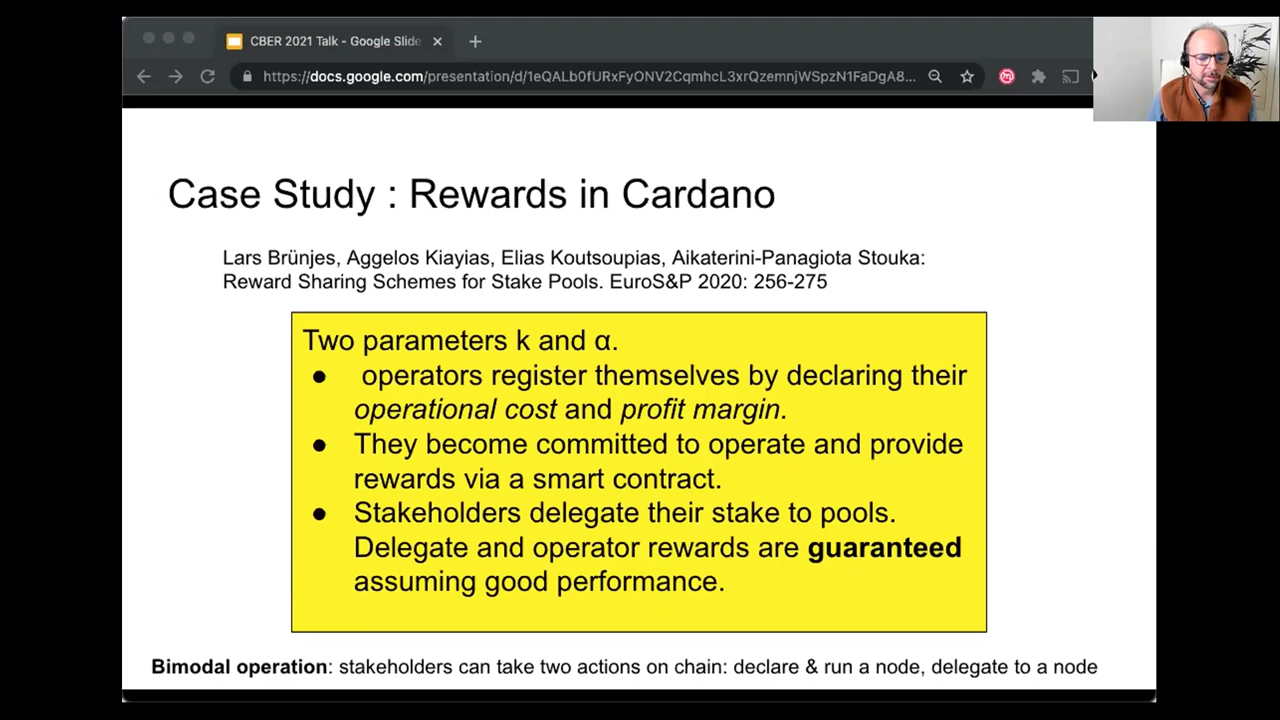 CBER 2021 Talk - Google Slide
https://docs.google.com/presentation/d/1eQALb0fURxFyONV2CqmhcL3xrQzemnjWSpzN1FaDgA8...
Case Study : Rewards in Cardano
Lars Brünjes, Aggelos Kiayias, Elias Koutsoupias, Aikaterini-Panagiota Stouka:
Reward Sharing Schemes for Stake Pools. EuroS&P 2020: 256-275
Two parameters k and α.
● operators register themselves by declaring their
operational cost and profit margin.
● They become committed to operate and provide
rewards via a smart contract.
● Stakeholders delegate their stake to pools.
Delegate and operator rewards are guaranteed
assuming good performance.
Bimodal operation: stakeholders can take two actions on chain: declare & run a node, delegate to a node